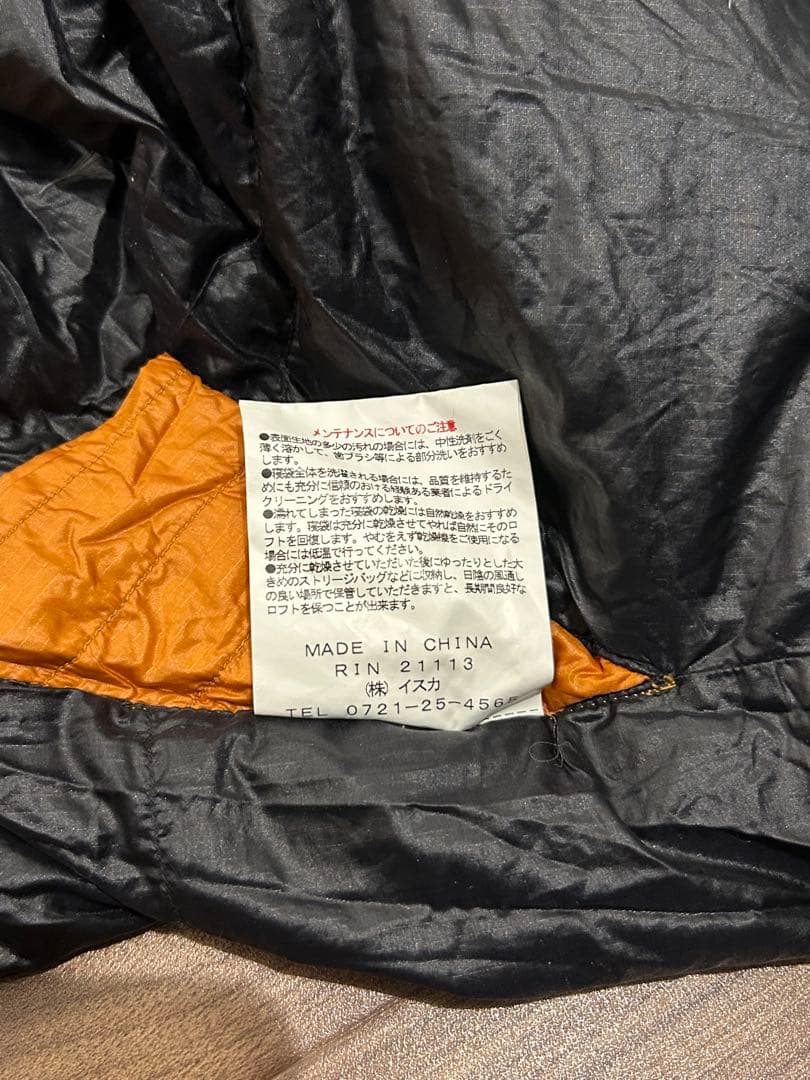 メンテナンスについてのご注意
●表面生地の多少の汚れの場合には、中性洗剤をごく
薄く溶かして、歯ブラシ等による部分洗いをおすすめ
します。
●寝袋全体を洗濯される場合には、品質を維持するた
めにも充分に信頼のおける経験ある業者によるドライ
クリーニングをおすすめします。
●濡れてしまった寝袋の乾燥には自然乾燥をおすすめ
します。寝袋は充分に乾燥させてやれば自然にそのロ
フトを回復します。やむをえず乾燥機をご使用になる
場合には低温で行ってください。
●充分に乾燥させていただいた後にゆったりとした大
きめのストリージバッグなどに収納し、日陰の風通し
の良い場所で保管していただきますと、長期間良好な
ロフトを保つことが出来ます。
MADE IN CHINA
RIN 21113
(株) イスカ
TEL 0721-25-4565